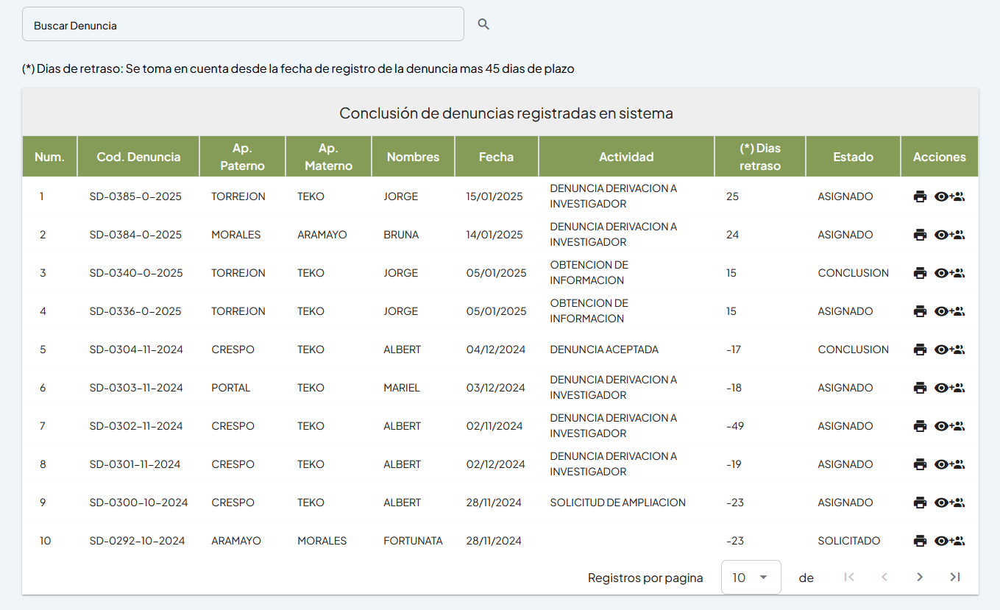 Buscar Denuncia
(*) Dias de retraso: Se toma en cuenta desde la fecha de registro de la denuncia mas 45 dias de plazo
Conclusión de denuncias registradas en sistema
Num. Cod. Denuncia Ap. Paterno Ap. Materno Nombres Fecha Actividad (*) Dias retraso Estado Acciones
1 SD-0385-0-2025 TORREJON TEKO JORGE 15/01/2025 DENUNCIA DERIVACION A INVESTIGADOR 25 ASIGNADO
2 SD-0384-0-2025 MORALES ARAMAYO BRUNA 14/01/2025 DENUNCIA DERIVACION A INVESTIGADOR 24 ASIGNADO
3 SD-0340-0-2025 TORREJON TEKO JORGE 05/01/2025 OBTENCION DE INFORMACION 15 CONCLUSION
4 SD-0336-0-2025 TORREJON TEKO JORGE 05/01/2025 OBTENCION DE INFORMACION 15 ASIGNADO
5 SD-0304-11-2024 CRESPO TEKO ALBERT 04/12/2024 DENUNCIA ACEPTADA -17 CONCLUSION
6 SD-0303-11-2024 PORTAL TEKO MARIEL 03/12/2024 DENUNCIA DERIVACION A INVESTIGADOR -18 ASIGNADO
7 SD-0302-11-2024 CRESPO TEKO ALBERT 02/11/2024 DENUNCIA DERIVACION A INVESTIGADOR -49 ASIGNADO
8 SD-0301-11-2024 CRESPO TEKO ALBERT 02/12/2024 DENUNCIA DERIVACION A INVESTIGADOR -19 ASIGNADO
9 SD-0300-10-2024 CRESPO TEKO ALBERT 28/11/2024 SOLICITUD DE AMPLIACION -23 ASIGNADO
10 SD-0292-10-2024 ARAMAYO MORALES FORTUNATA 28/11/2024 -23 SOLICITADO
Registros por pagina 10 de